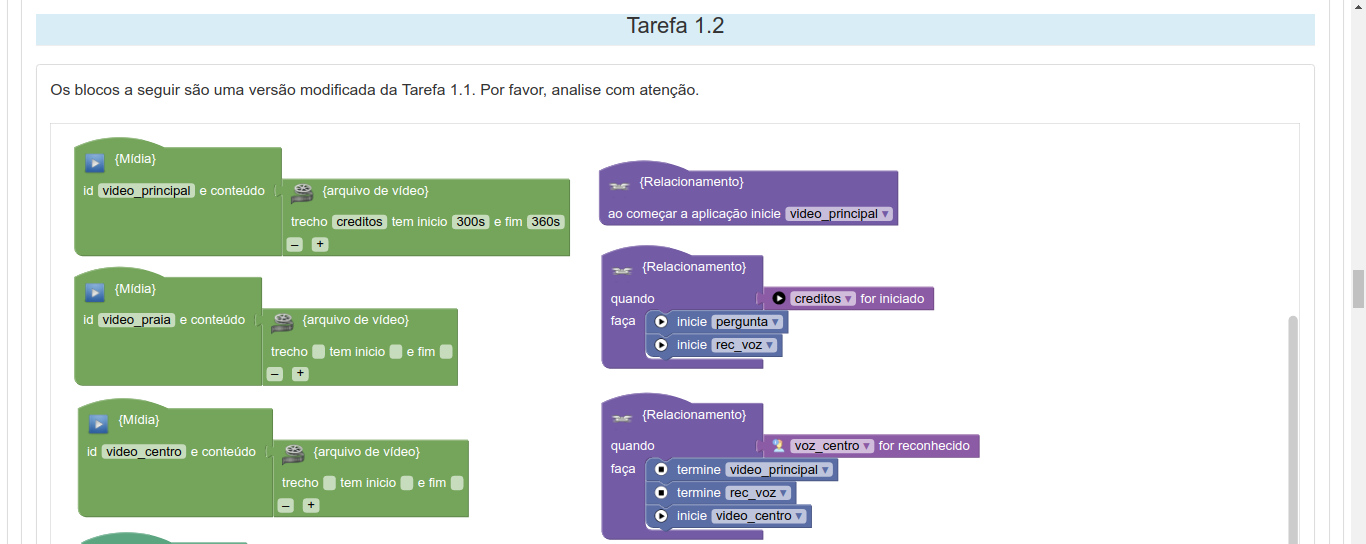 Tarefa 1.2
Os blocos a seguir são uma versão modificada da Tarefa 1.1. Por favor, analise com atenção.
{Mídia}
id video_principal e conteúdo
{arquivo de vídeo}
trecho creditos tem inicio 300s e fim 360s
– +
{Mídia}
id video_praia e conteúdo
{arquivo de vídeo}
trecho tem inicio e fim
– +
{Mídia}
id video_centro e conteúdo
{arquivo de vídeo}
trecho tem inicio e fim
– +
{Relacionamento}
ao começar a aplicação inicie video_principal
{Relacionamento}
quando creditos for iniciado
faça inicie pergunta
inicie rec_voz
{Relacionamento}
quando voz_centro for reconhecido
faça termine video_principal
termine rec_voz
inicie video_centro